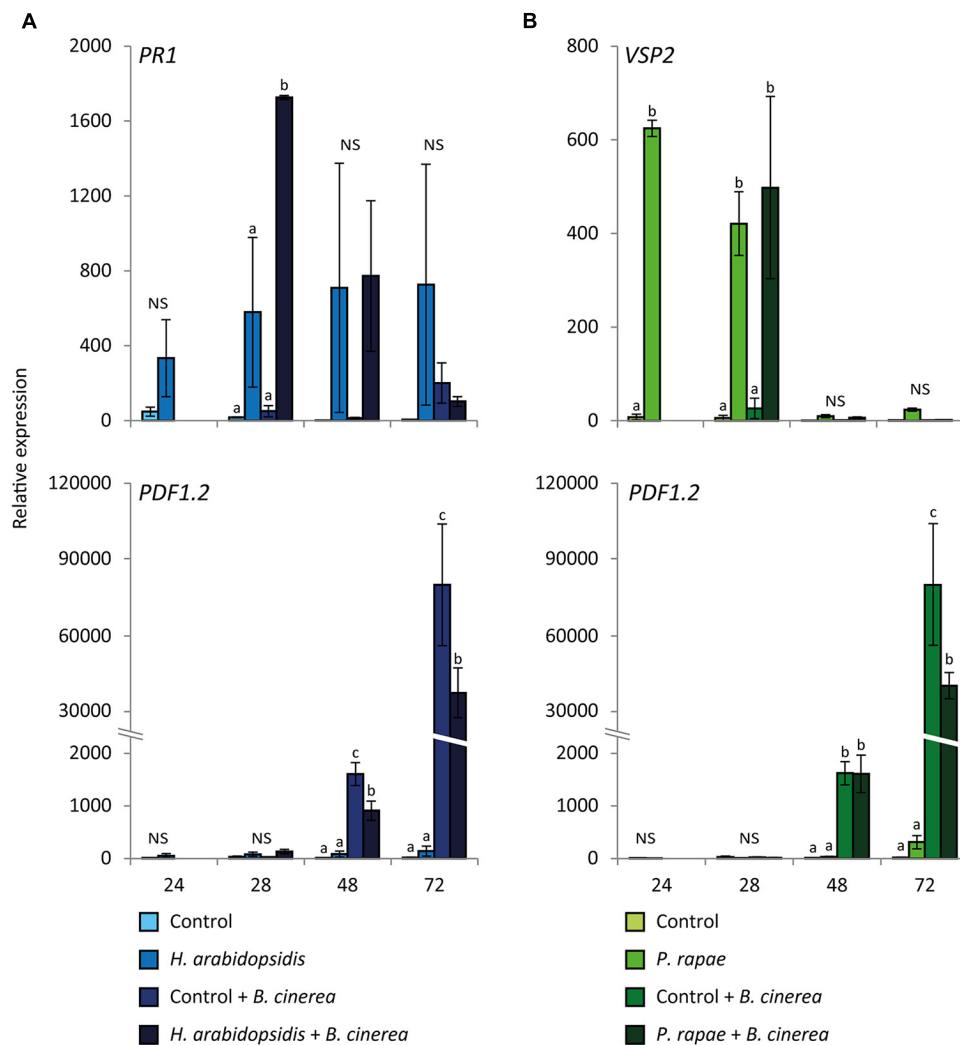 A
B
PR1
VSP2
2000
1600
1200
800
400
0
800
600
400
200
0
NS
a
a
a
b
NS
NS
a
b
a
b
a
b
NS
NS
Relative expression
PDF1.2
PDF1.2
120000
90000
60000
30000
2000
1000
0
120000
90000
60000
30000
2000
1000
0
NS
NS
a
a
c
b
a
a
c
b
NS
NS
a
a
b
b
a
a
c
b
24
28
48
72
24
28
48
72
Control
H. arabidopsidis
Control + B. cinerea
H. arabidopsidis + B. cinerea
Control
P. rapae
Control + B. cinerea
P. rapae + B. cinerea